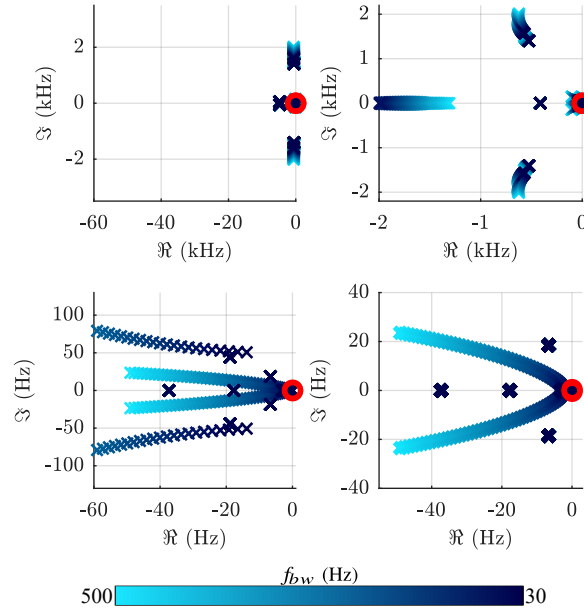 2
0
-2
ℑ (kHz)
-60 -40 -20 0
ℜ (kHz)
2
1
0
-1
-2
ℑ (kHz)
-2 -1 0
ℜ (kHz)
100
50
0
-50
-100
ℑ (Hz)
-60 -40 -20 0
ℜ (Hz)
40
20
0
-20
-40
ℑ (Hz)
-40 -20 0
ℜ (Hz)
f_bw (Hz)
500 30